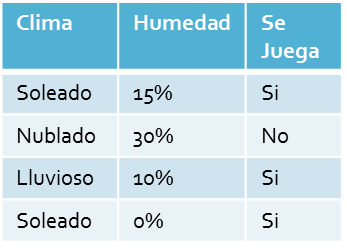 Clima Humedad Se
Juega
Soleado 15% Si
Nublado 30% No
Lluvioso 10% Si
Soleado 0% Si